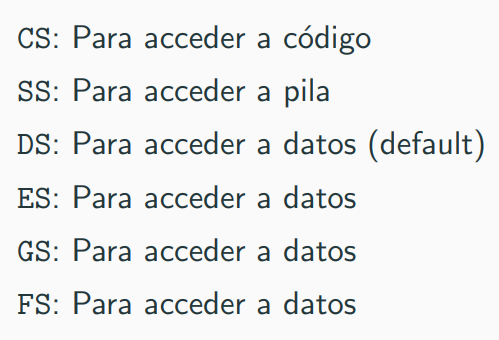 CS: Para acceder a código
SS: Para acceder a pila
DS: Para acceder a datos (default)
ES: Para acceder a datos
GS: Para acceder a datos
FS: Para acceder a datos